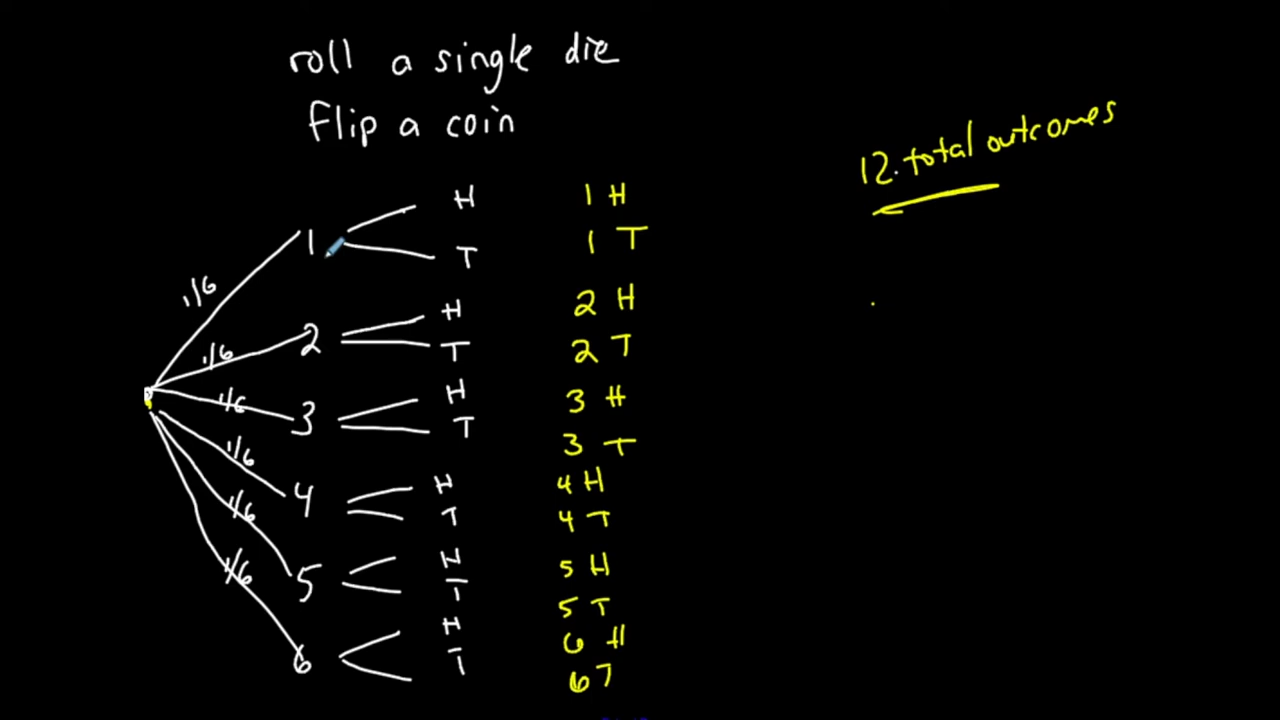 roll a single die
flip a coin
12. total outcomes
H 1 H
1/6 1 T 1 T
H 2 H
1/6 2 T 2 T
H 3 H
1/6 3 T 3 T
1/6 4 H 4 H
T 4 T
1/6 5 H 5 H
T 5 T
1/6 H 6 H
6 T 6 T